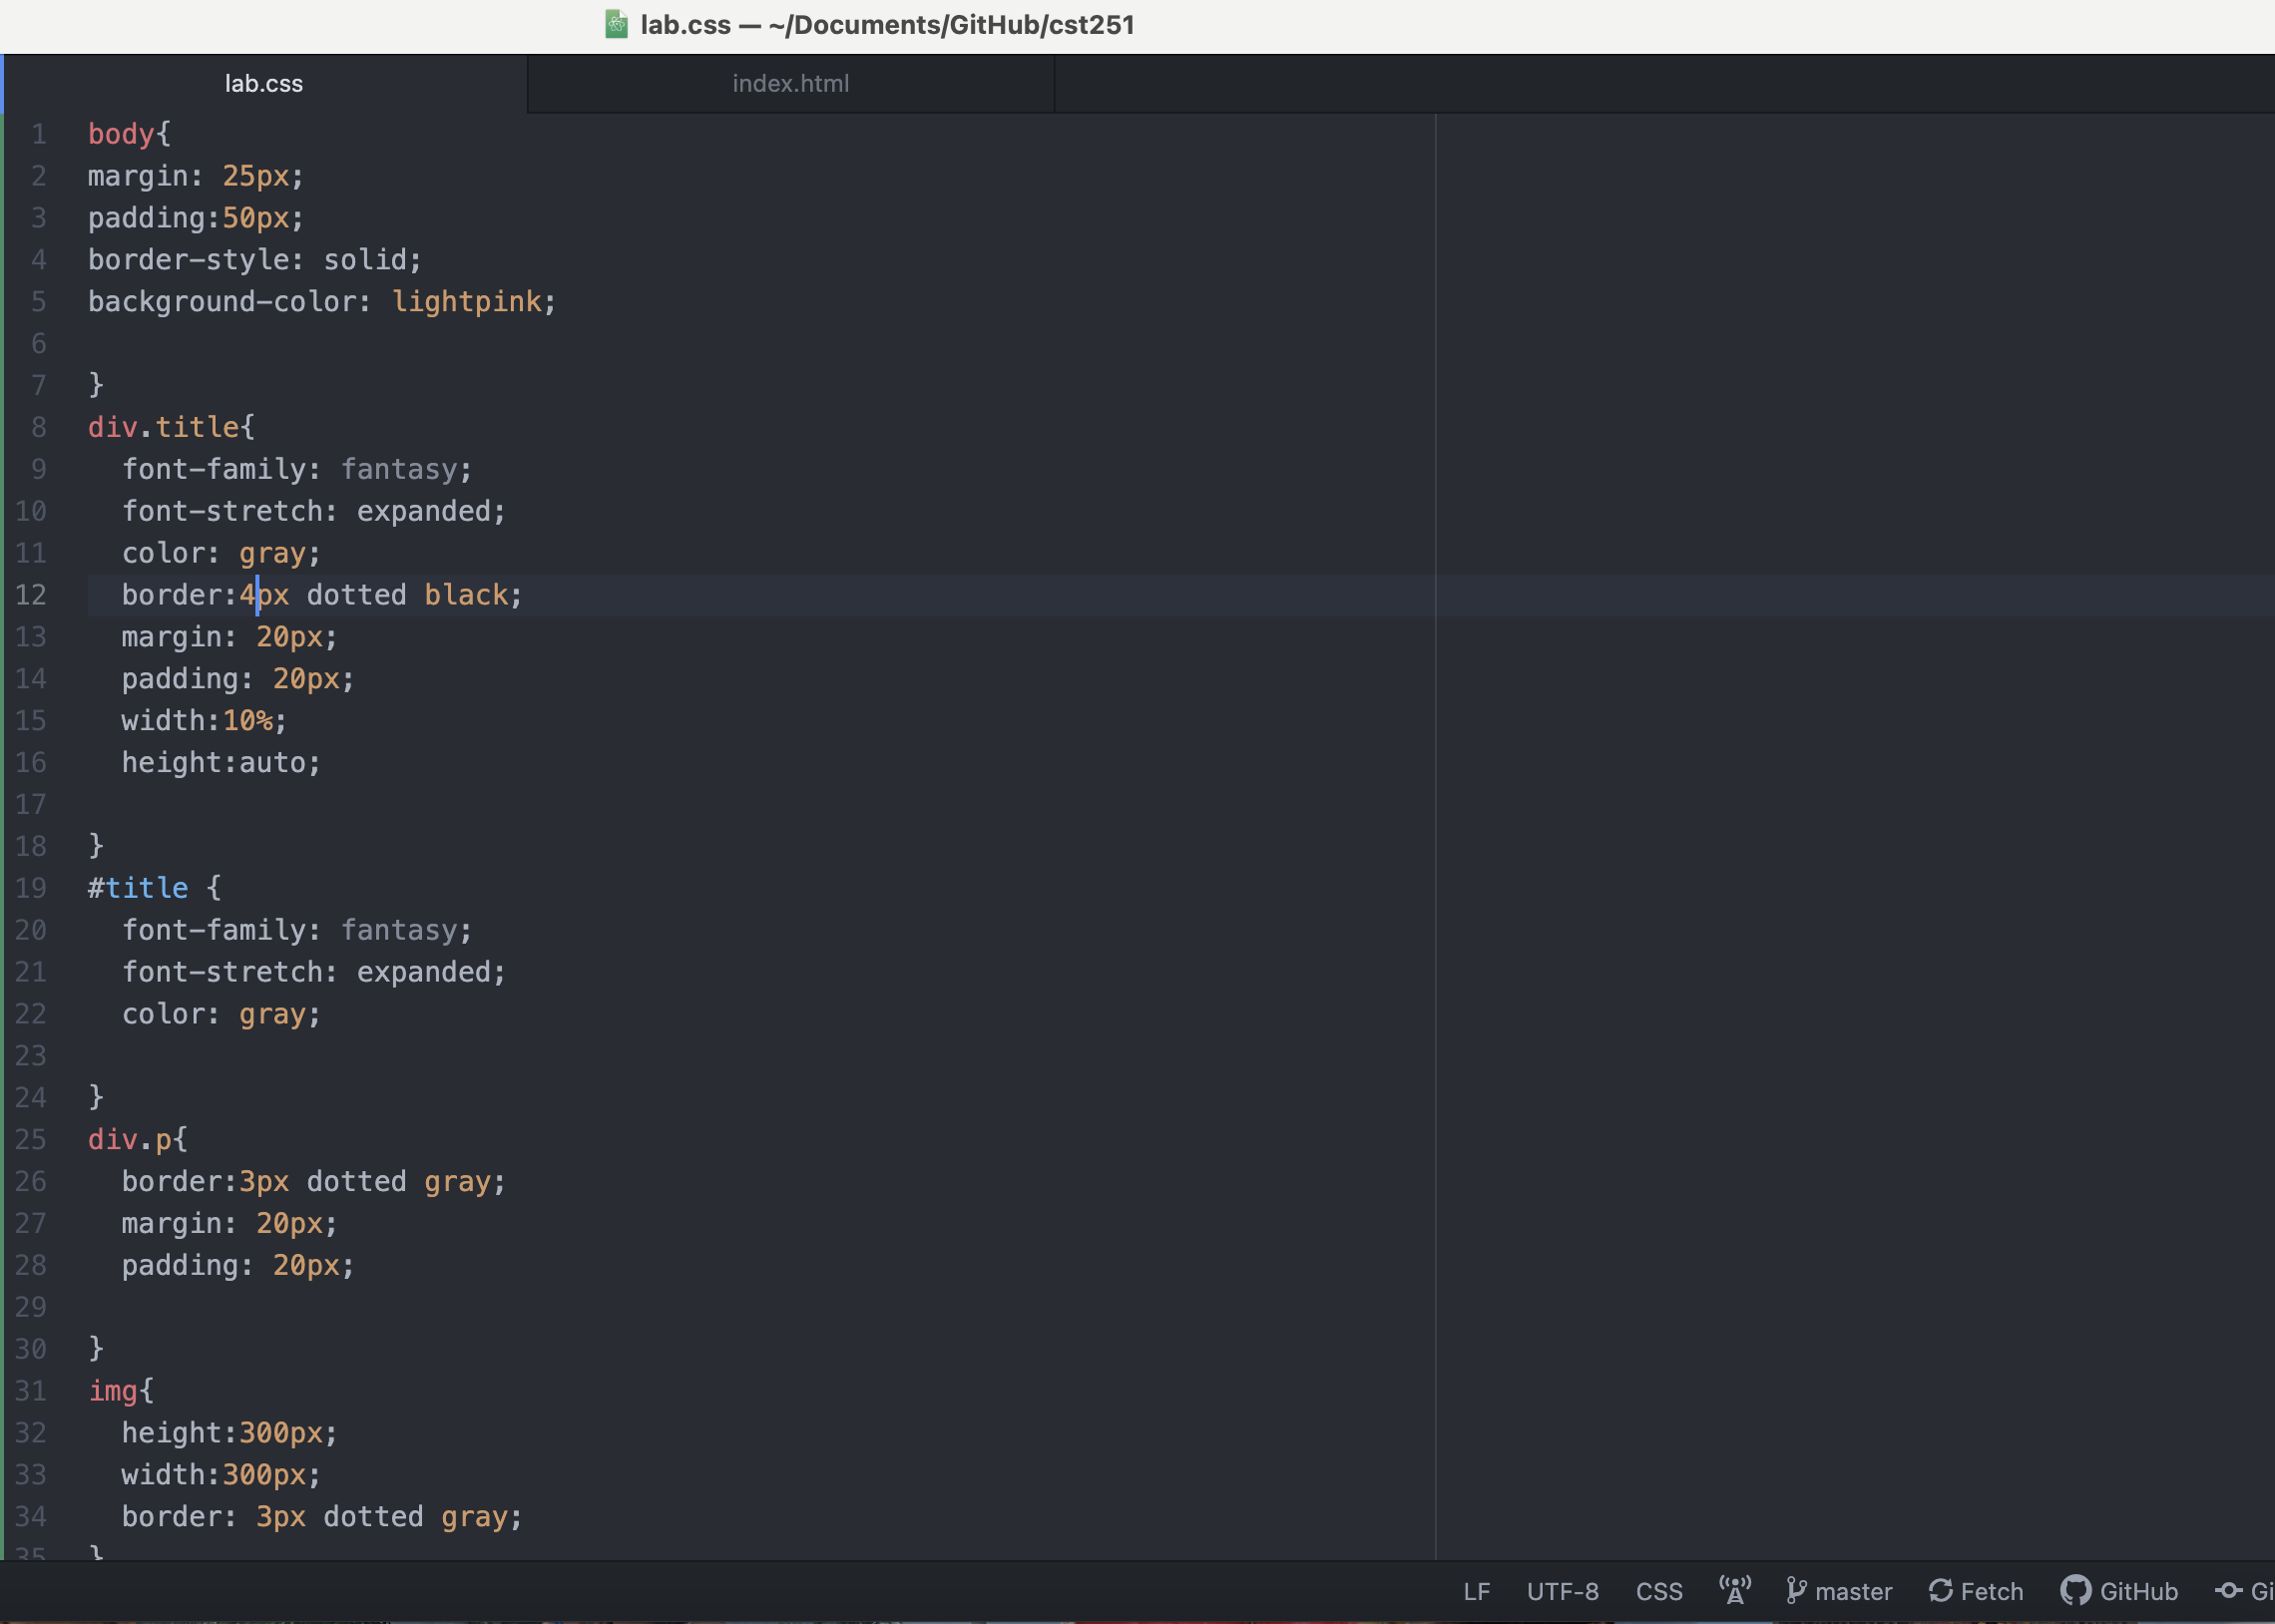 lab.css — ~/Documents/GitHub/cst251
lab.css
index.html
1 body{
2 margin: 25px;
3 padding:50px;
4 border-style: solid;
5 background-color: lightpink;
6
7 }
8 div.title{
9 font-family: fantasy;
10 font-stretch: expanded;
11 color: gray;
12 border:4px dotted black;
13 margin: 20px;
14 padding: 20px;
15 width:10%;
16 height:auto;
17
18 }
19 #title {
20 font-family: fantasy;
21 font-stretch: expanded;
22 color: gray;
23
24 }
25 div.p{
26 border:3px dotted gray;
27 margin: 20px;
28 padding: 20px;
29
30 }
31 img{
32 height:300px;
33 width:300px;
34 border: 3px dotted gray;
35 }
LF UTF-8 CSS master Fetch GitHub Gi